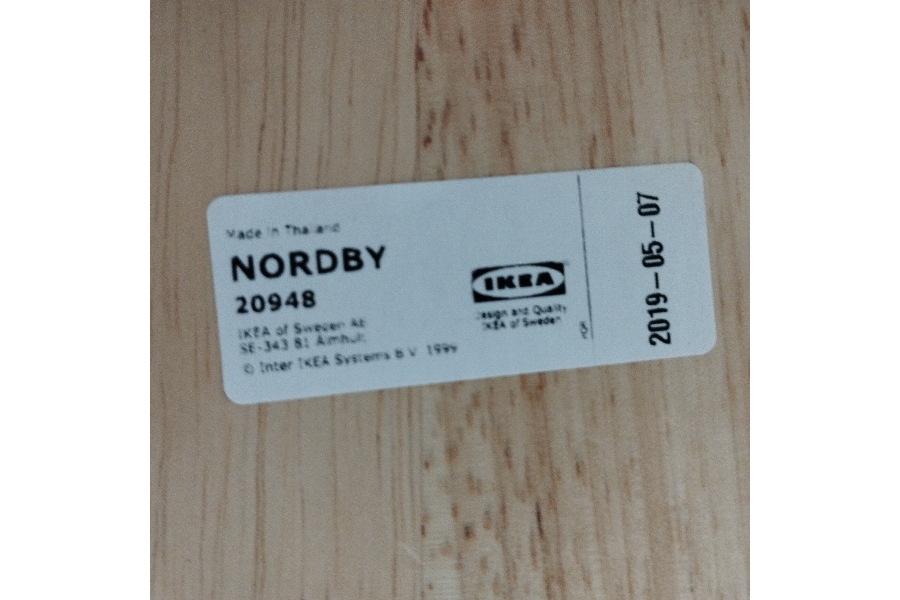 Made in Thailand
NORDBY
20948
IKEA of Sweden AB
SE-343 81 Älmhult
© Inter IKEA Systems B.V. 1999
IKEA
Design and Quality
IKEA of Sweden
2019-05-07